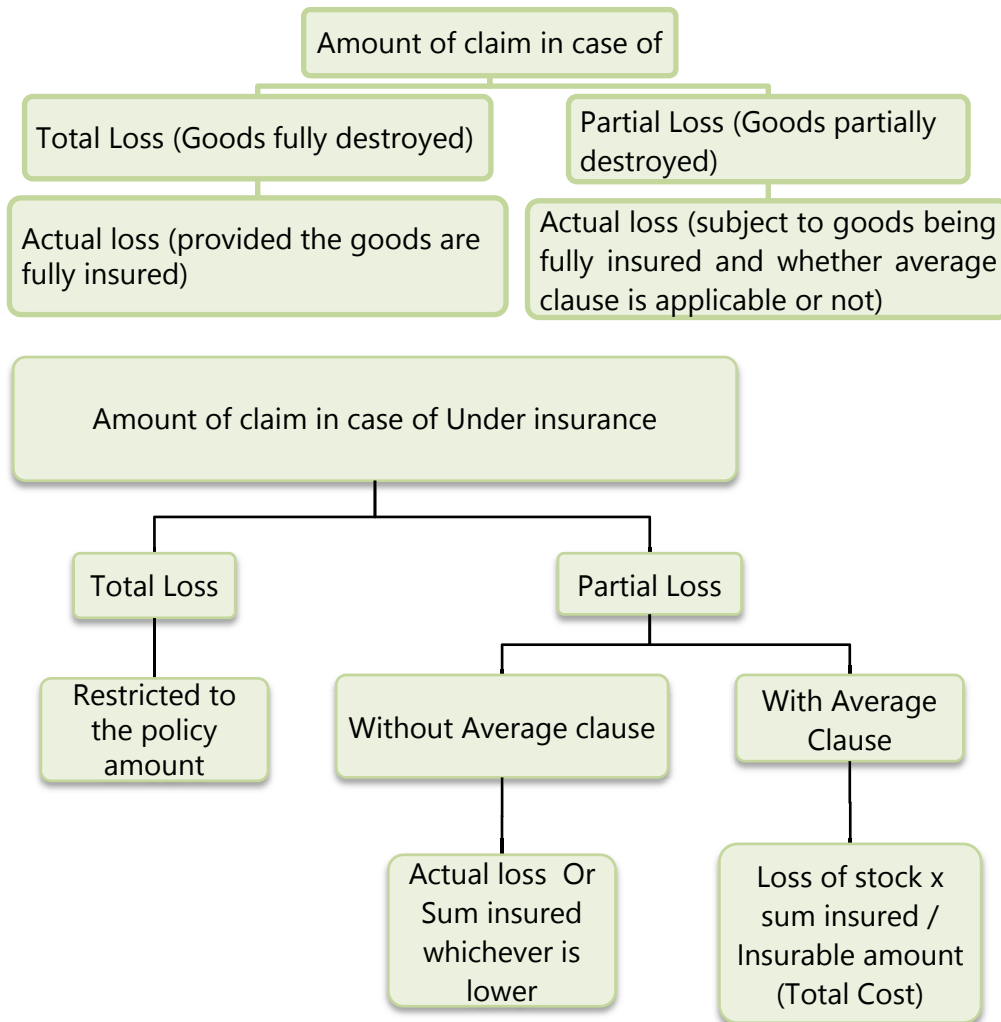 Amount of claim in case of
Total Loss (Goods fully destroyed)
Partial Loss (Goods partially
destroyed)
Actual loss (provided the goods are
fully insured)
Actual loss (subject to goods being
fully insured and whether average
clause is applicable or not)
Amount of claim in case of Under insurance
Total Loss
Partial Loss
Restricted to
the policy
amount
Without Average clause
With Average
Clause
Actual loss Or
Sum insured
whichever is
lower
Loss of stock x
sum insured /
Insurable amount
(Total Cost)